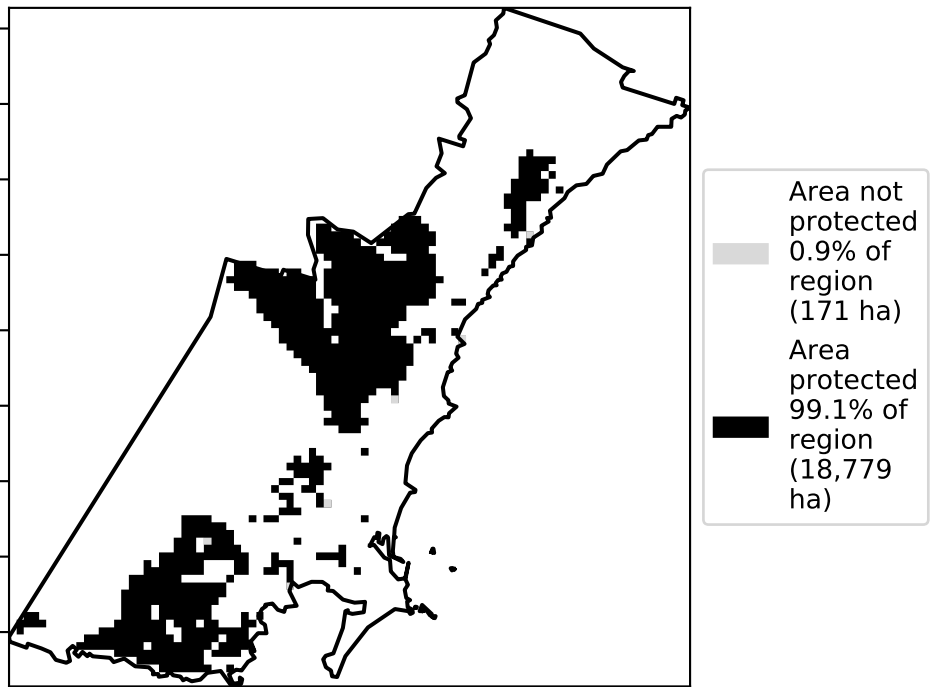 Area not
protected
0.9% of
region
(171 ha)
Area
protected
99.1% of
region
(18,779
ha)